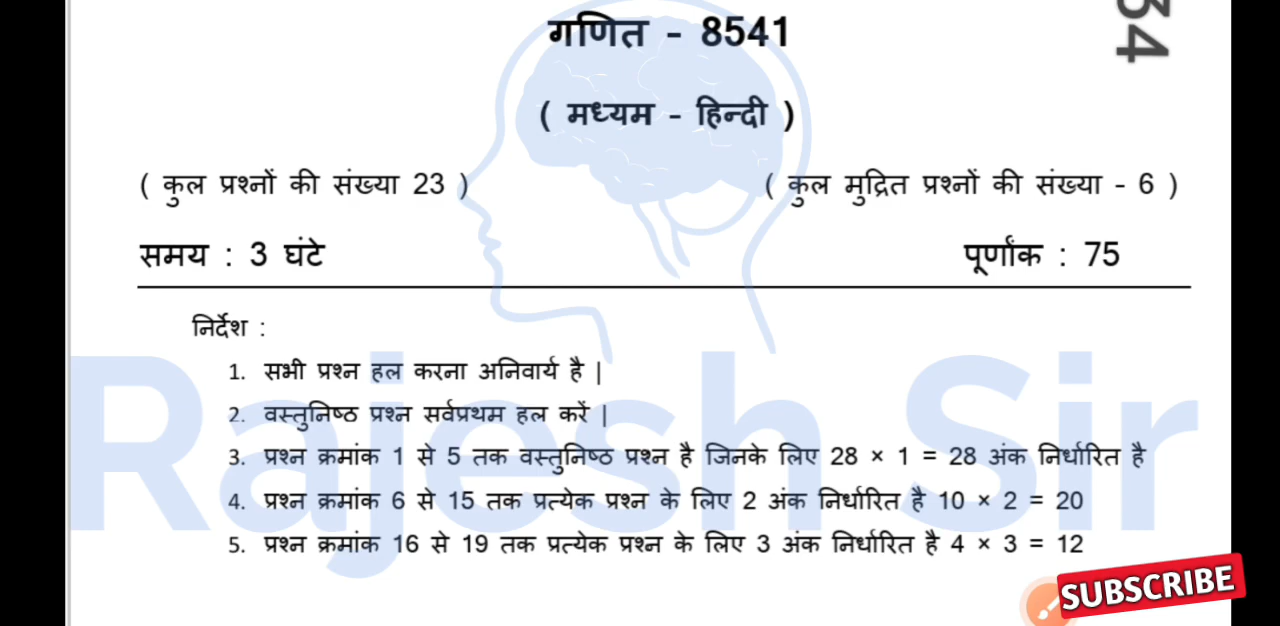 गणित - 8541
34
( मध्यम - हिन्दी )
( कुल प्रश्नों की संख्या 23 )
( कुल मुद्रित प्रश्नों की संख्या - 6 )
समय : 3 घंटे
पूर्णांक : 75
निर्देश :
1. सभी प्रश्न हल करना अनिवार्य है |
2. वस्तुनिष्ठ प्रश्न सर्वप्रथम हल करें |
3. प्रश्न क्रमांक 1 से 5 तक वस्तुनिष्ठ प्रश्न है जिनके लिए 28 × 1 = 28 अंक निर्धारित है
4. प्रश्न क्रमांक 6 से 15 तक प्रत्येक प्रश्न के लिए 2 अंक निर्धारित है 10 × 2 = 20
5. प्रश्न क्रमांक 16 से 19 तक प्रत्येक प्रश्न के लिए 3 अंक निर्धारित है 4 × 3 = 12
Rajesh Sir
SUBSCRIBE